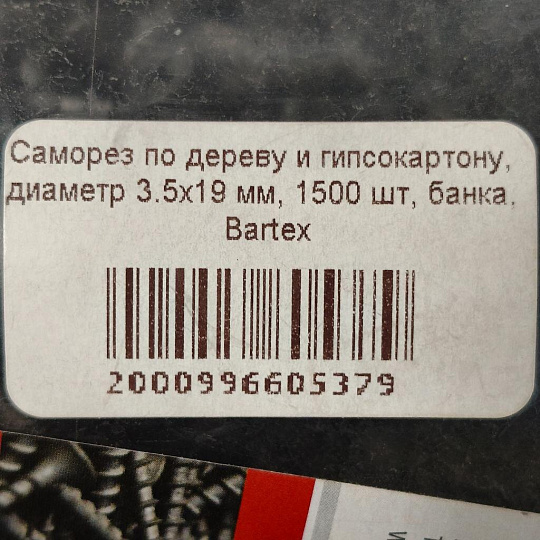 Саморез по дереву и гипсокартону,
диаметр 3.5х19 мм, 1500 шт, банка,
Bartex
2000996605379